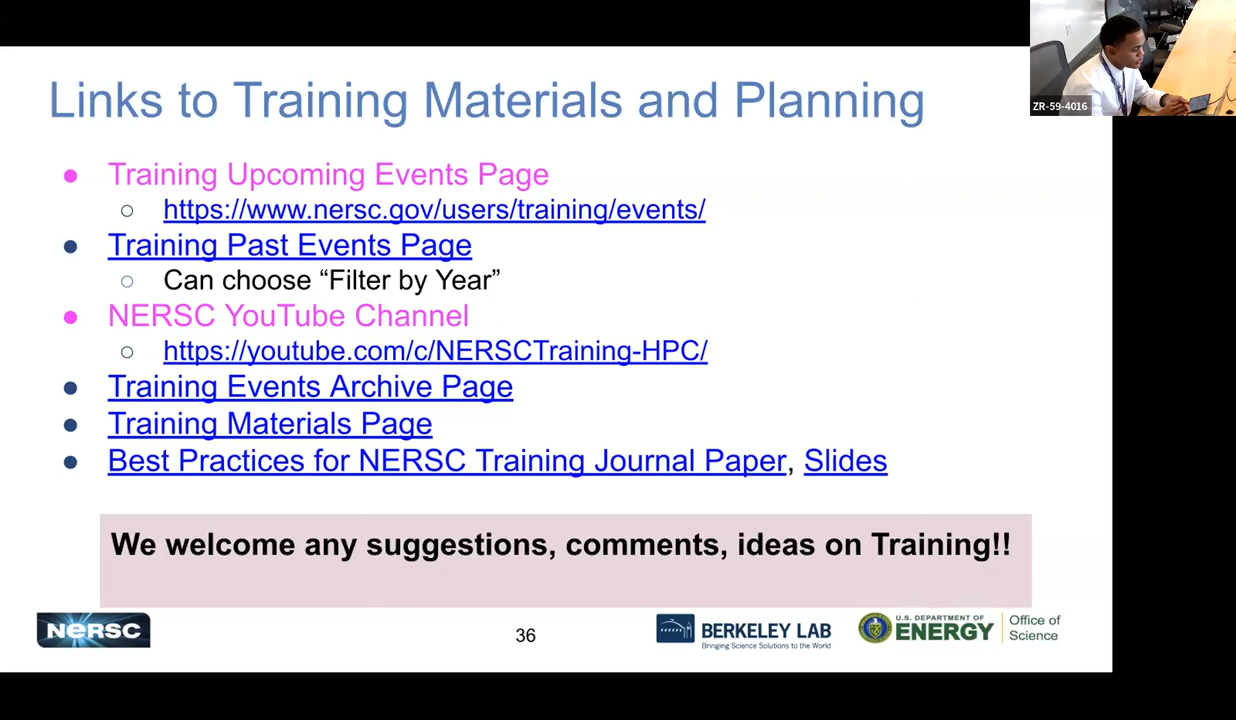 Links to Training Materials and Planning
ZR-59-4016
● Training Upcoming Events Page
○ https://www.nersc.gov/users/training/events/
● Training Past Events Page
○ Can choose “Filter by Year”
● NERSC YouTube Channel
○ https://youtube.com/c/NERSCTraining-HPC/
● Training Events Archive Page
● Training Materials Page
● Best Practices for NERSC Training Journal Paper, Slides
We welcome any suggestions, comments, ideas on Training!!
NERSC
36
BERKELEY LAB
Bringing Science Solutions to the World
U.S. DEPARTMENT OF
ENERGY
Office of
Science